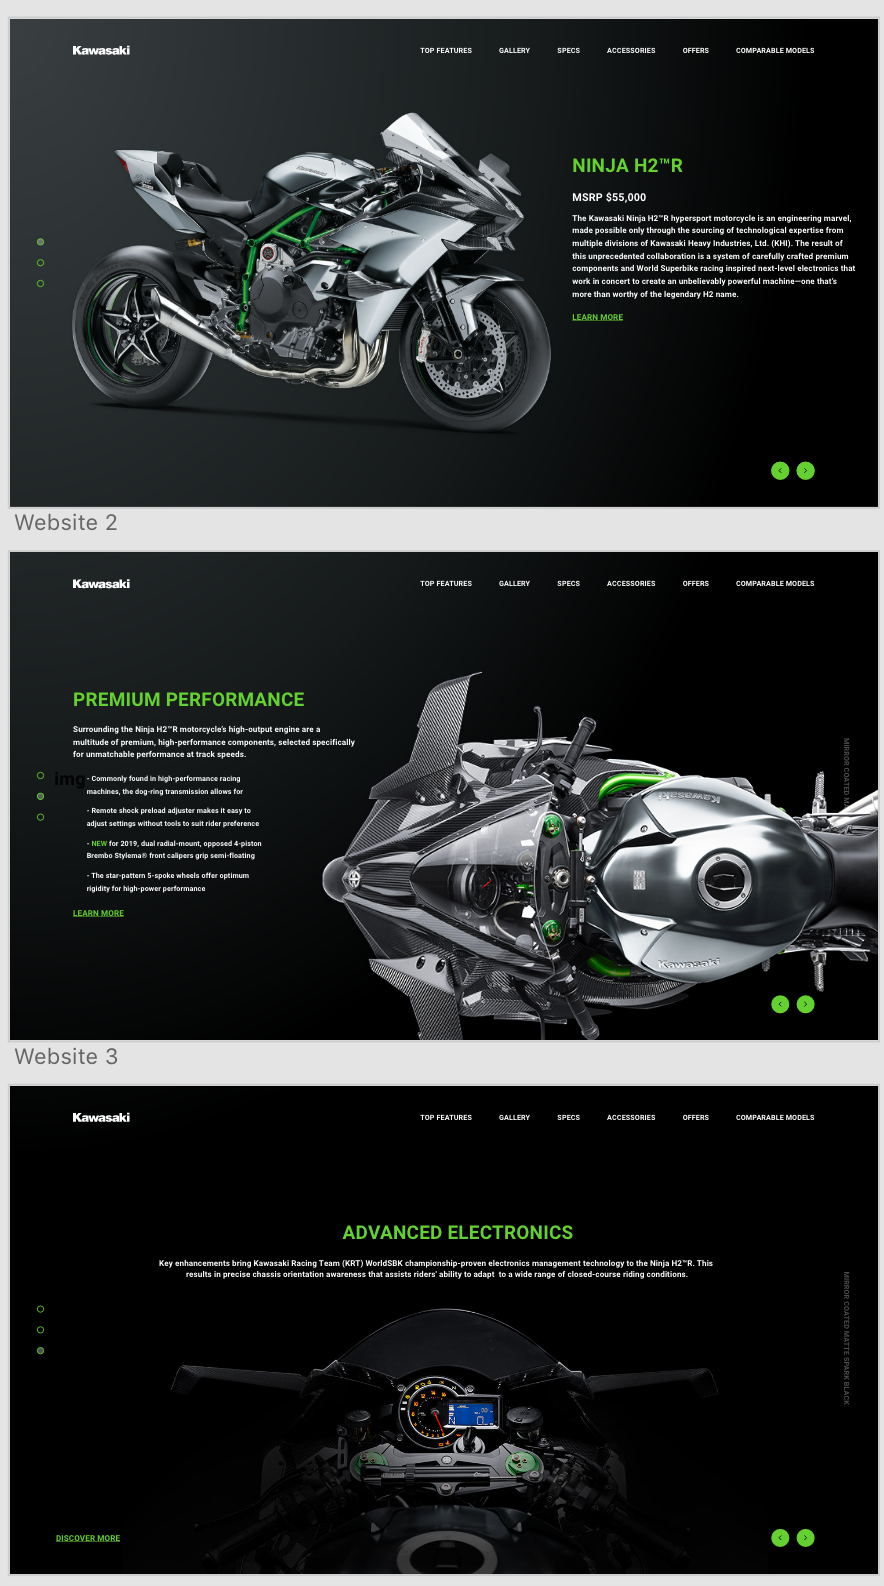 Kawasaki
TOP FEATURES GALLERY SPECS ACCESSORIES OFFERS COMPARABLE MODELS
NINJA H2™R
MSRP $55,000
The Kawasaki Ninja H2™R hypersport motorcycle is an engineering marvel,
made possible only through the sourcing of technological expertise from
multiple divisions of Kawasaki Heavy Industries, Ltd. (KHI). The result of
this unprecedented collaboration is a system of carefully crafted premium
components and World Superbike racing inspired next-level electronics that
work in concert to create an unbelievably powerful machine—one that's
more than worthy of the legendary H2 name.
LEARN MORE
Website 2
Kawasaki
TOP FEATURES GALLERY SPECS ACCESSORIES OFFERS COMPARABLE MODELS
PREMIUM PERFORMANCE
Surrounding the Ninja H2™R motorcycle's high-output engine are a
multitude of premium, high-performance components, selected specifically
for unmatchable performance at track speeds.
img
- Commonly found in high-performance racing
machines, the dog-ring transmission allows for
- Remote shock preload adjuster makes it easy to
adjust settings without tools to suit rider preference
- NEW for 2019, dual radial-mount, opposed 4-piston
Brembo Stylema® front calipers grip semi-floating
- The star-pattern 5-spoke wheels offer optimum
rigidity for high-power performance
LEARN MORE
MIRROR COATED
Kawasaki
Kawasaki
Website 3
Kawasaki
TOP FEATURES GALLERY SPECS ACCESSORIES OFFERS COMPARABLE MODELS
ADVANCED ELECTRONICS
Key enhancements bring Kawasaki Racing Team (KRT) WorldSBK championship-proven electronics management technology to the Ninja H2™R. This
results in precise chassis orientation awareness that assists riders' ability to adapt  to a wide range of closed-course riding conditions.
MIRROR COATED MATTE SPARK BLACK
DISCOVER MORE